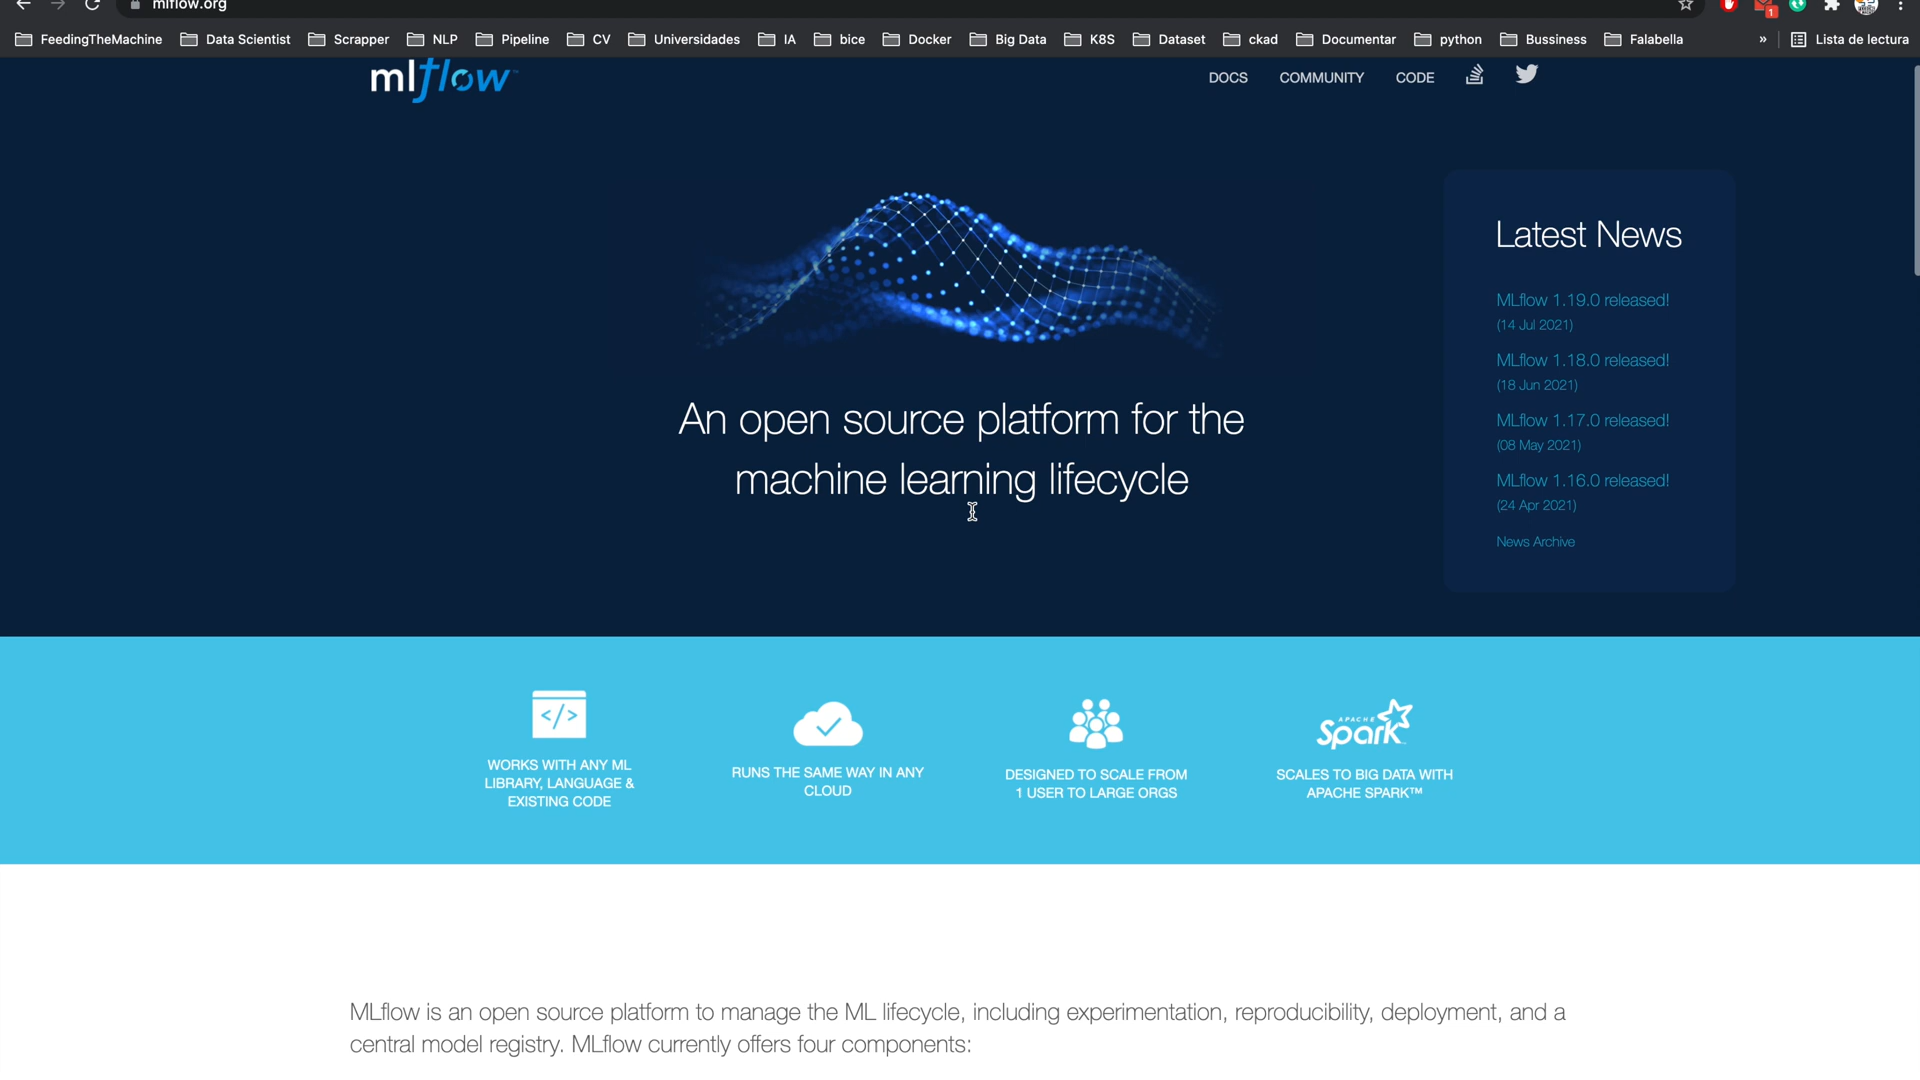 mlflow.org
FeedingTheMachine Data Scientist Scrapper NLP Pipeline CV Universidades IA bice Docker Big Data K8S Dataset ckad Documentar python Bussiness Falabella » Lista de lectura
1
mlflow™
DOCS COMMUNITY CODE
An open source platform for the
machine learning lifecycle
Latest News
MLflow 1.19.0 released!
(14 Jul 2021)
MLflow 1.18.0 released!
(18 Jun 2021)
MLflow 1.17.0 released!
(08 May 2021)
MLflow 1.16.0 released!
(24 Apr 2021)
News Archive
</>
WORKS WITH ANY ML
LIBRARY, LANGUAGE &
EXISTING CODE
RUNS THE SAME WAY IN ANY
CLOUD
DESIGNED TO SCALE FROM
1 USER TO LARGE ORGS
APACHE
Spark™
SCALES TO BIG DATA WITH
APACHE SPARK™
MLflow is an open source platform to manage the ML lifecycle, including experimentation, reproducibility, deployment, and a
central model registry. MLflow currently offers four components: